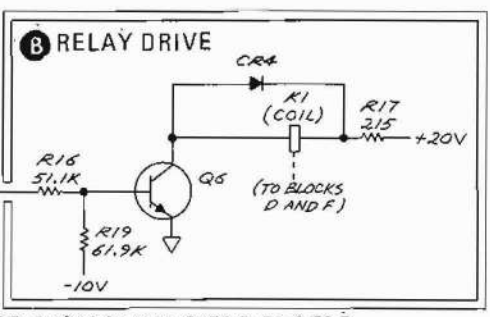 B RELAY DRIVE
CR4
K1
(COIL)
R17
215
+20V
R16
51.1K
Q6
(TO BLOCKS
D AND F)
R19
61.9K
-10V